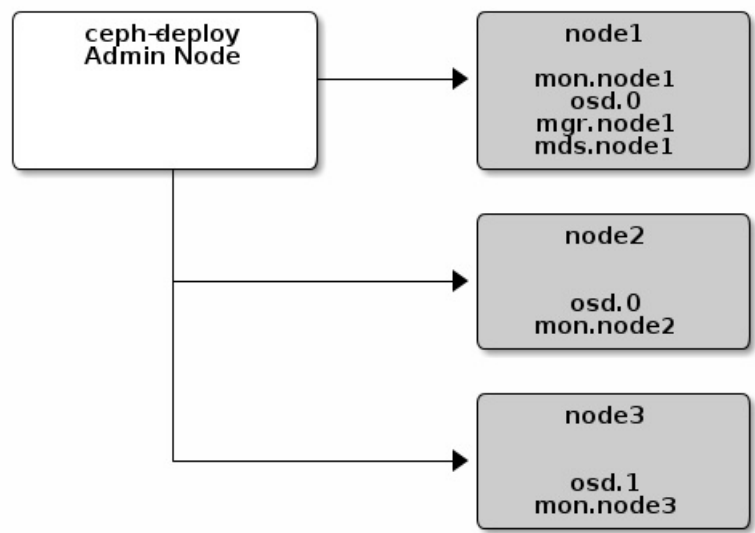 ceph-deploy
Admin Node
node1
mon.node1
osd.0
mgr.node1
mds.node1
node2
osd.0
mon.node2
node3
osd.1
mon.node3